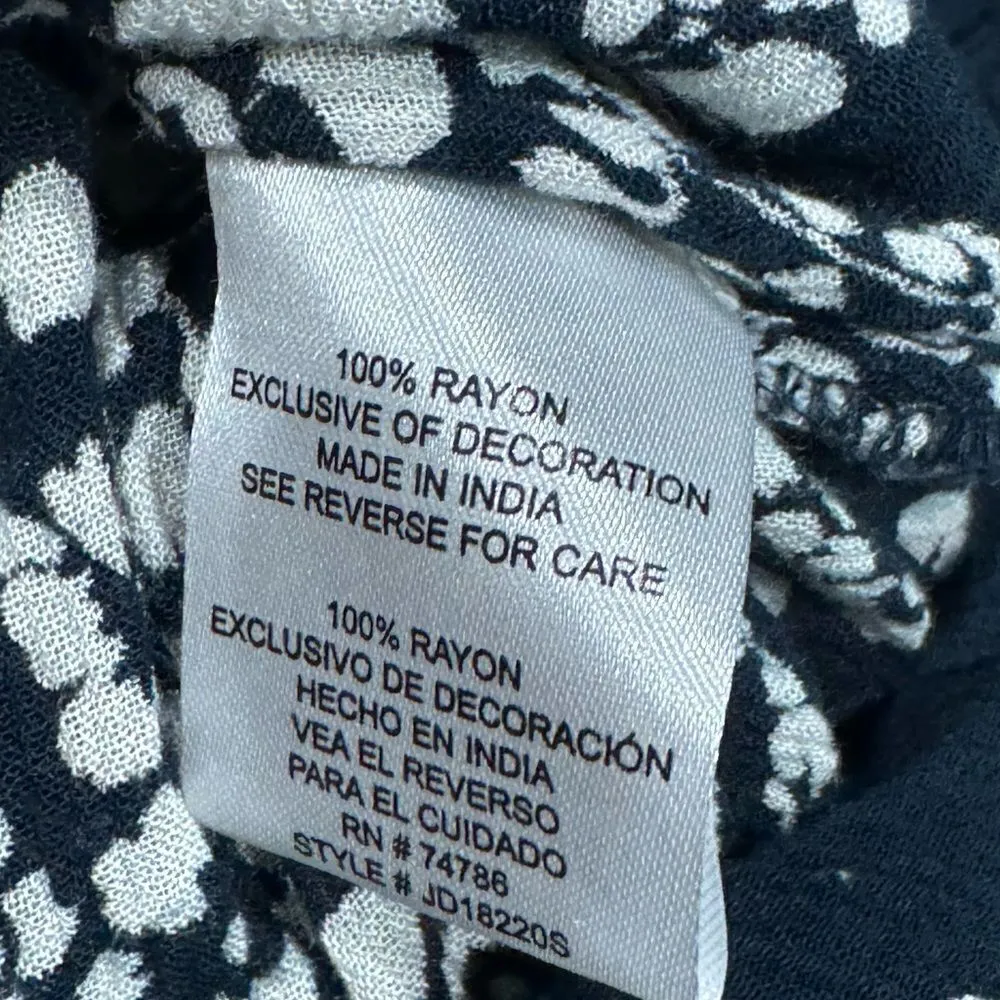 100% RAYON
EXCLUSIVE OF DECORATION
MADE IN INDIA
SEE REVERSE FOR CARE
100% RAYON
EXCLUSIVO DE DECORACIÓN
HECHO EN INDIA
VEA EL REVERSO
PARA EL CUIDADO
RN # 74786
STYLE # JD18220S